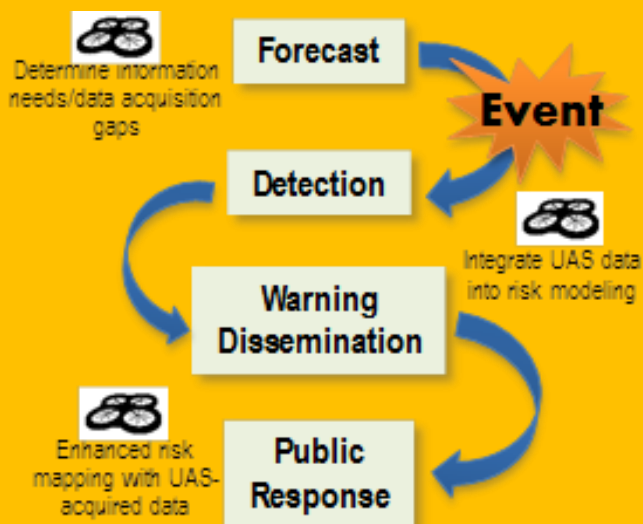 Forecast
Determine information
needs/data acquisition
gaps
Event
Detection
Integrate UAS data
into risk modeling
Warning
Dissemination
Enhanced risk
mapping with UAS-
acquired data
Public
Response